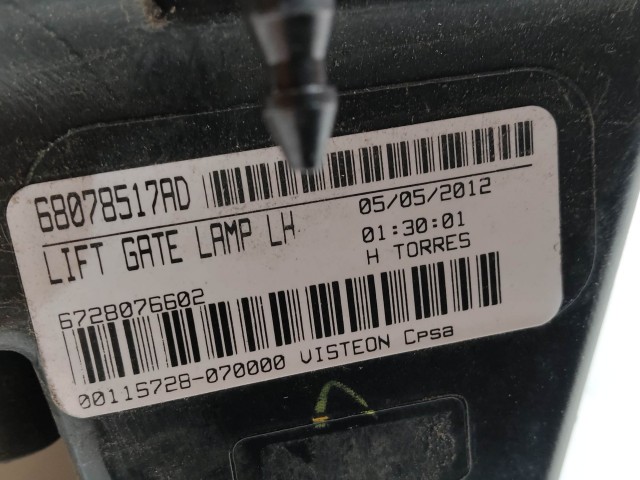 68078517AD
LIFT GATE LAMP LH
05/05/2012
01:30:01
H TORRES
6728076602
00115728-070000 VISTEON Cpsa